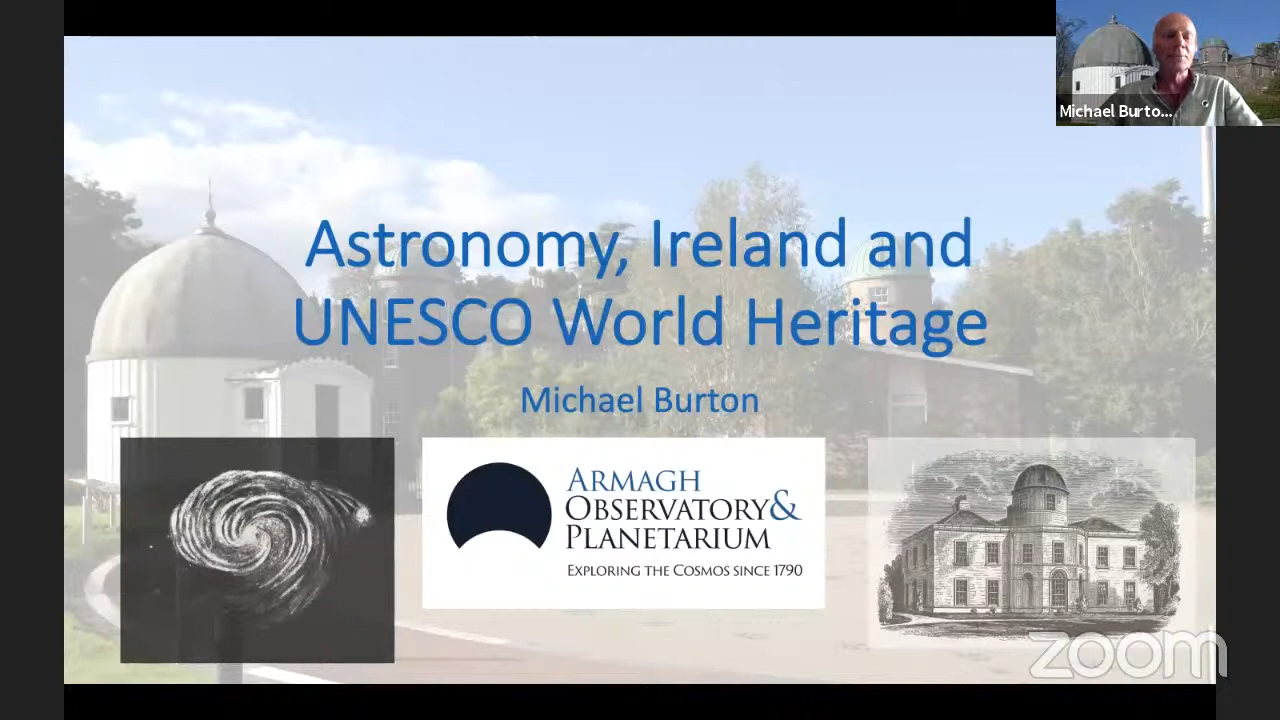 Michael Burto...
Astronomy, Ireland and
UNESCO World Heritage
Michael Burton
ARMAGH
OBSERVATORY&
PLANETARIUM
EXPLORING THE COSMOS SINCE 1790
zoom